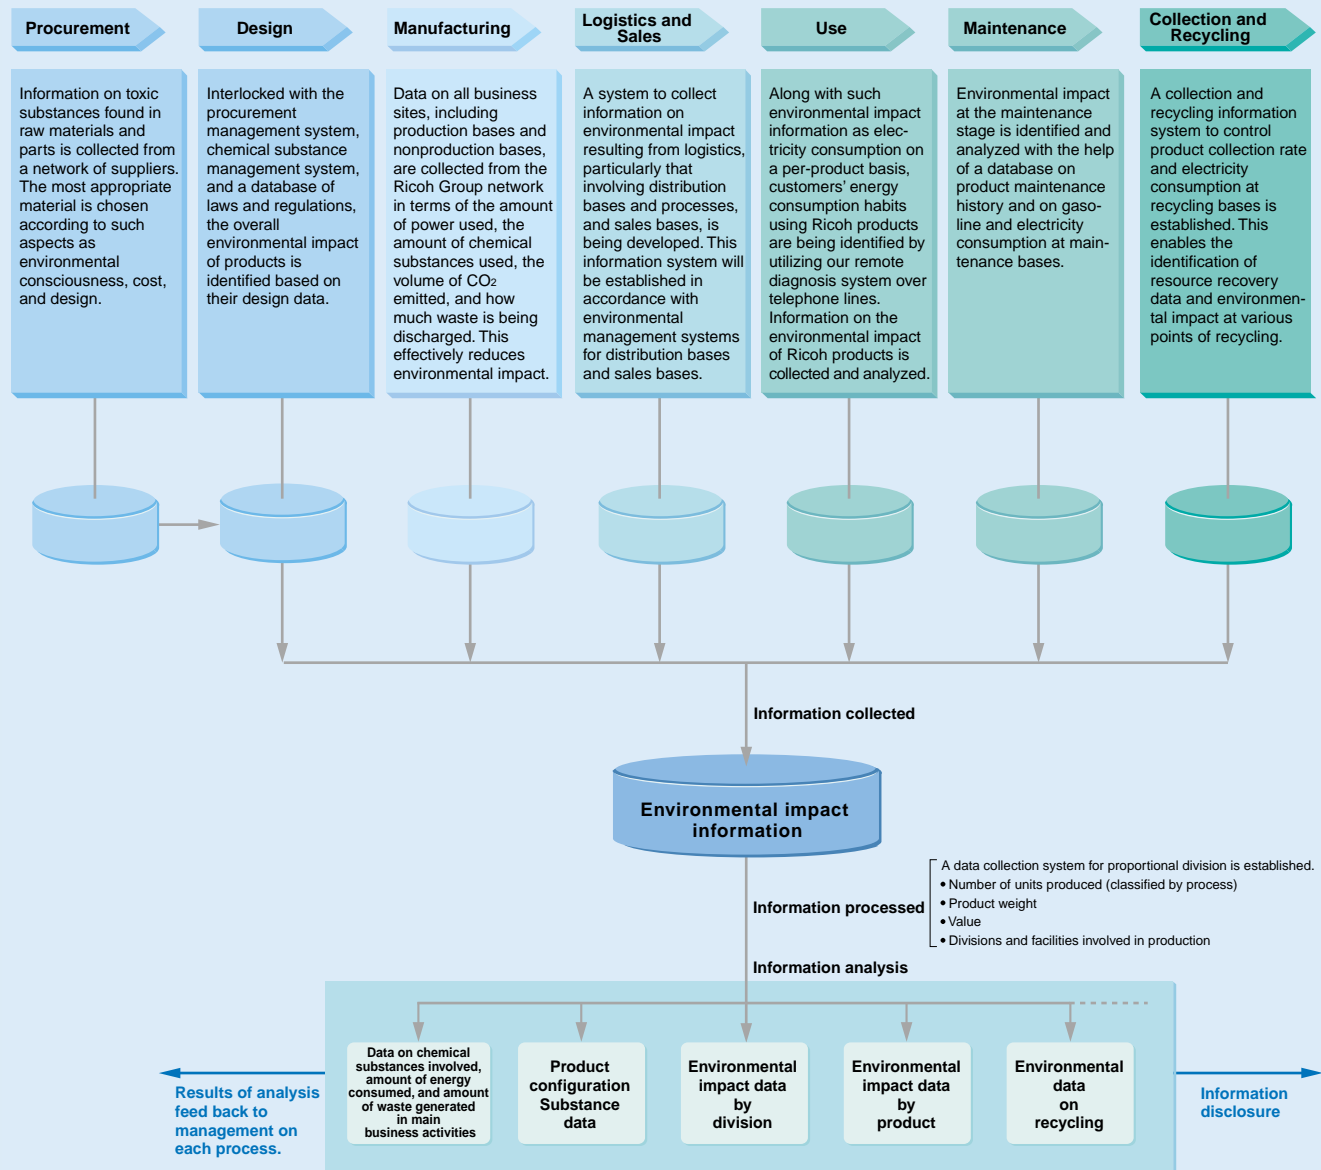 Procurement
Design
Manufacturing
Logistics and
Sales
Use
Maintenance
Collection and
Recycling
Information on toxic
substances found in
raw materials and
parts is collected from
a network of suppliers.
The most appropriate
material is chosen
according to such
aspects as
environmental
consciousness, cost,
and design.
Interlocked with the
procurement
management system,
chemical substance
management system,
and a database of
laws and regulations,
the overall
environmental impact
of products is
identified based on
their design data.
Data on all business
sites, including
production bases and
nonproduction bases,
are collected from the
Ricoh Group network
in terms of the amount
of power used, the
amount of chemical
substances used, the
volume of CO₂
emitted, and how
much waste is being
discharged. This
effectively reduces
environmental impact.
A system to collect
information on
environmental impact
resulting from logistics,
particularly that
involving distribution
bases and processes,
and sales bases, is
being developed. This
information system will
be established in
accordance with
environmental
management systems
for distribution bases
and sales bases.
Along with such
environmental impact
information as elec-
tricity consumption on
a per-product basis,
customers’ energy
consumption habits
using Ricoh products
are being identified by
utilizing our remote
diagnosis system over
telephone lines.
Information on the
environmental impact
of Ricoh products is
collected and analyzed.
Environmental impact
at the maintenance
stage is identified and
analyzed with the help
of a database on
product maintenance
history and on gaso-
line and electricity
consumption at main-
tenance bases.
A collection and
recycling information
system to control
product collection rate
and electricity
consumption at
recycling bases is
established. This
enables the
identification of
resource recovery
data and environmen-
tal impact at various
points of recycling.
Information collected
Environmental impact
information
Information processed
A data collection system for proportional division is established.
• Number of units produced (classified by process)
• Product weight
• Value
• Divisions and facilities involved in production
Information analysis
Data on chemical
substances involved,
amount of energy
consumed, and amount
of waste generated
in main
business activities
Product
configuration
Substance
data
Environmental
impact data
by
division
Environmental
impact data
by
product
Environmental
data
on
recycling
Results of analysis
feed back to
management on
each process.
Information
disclosure